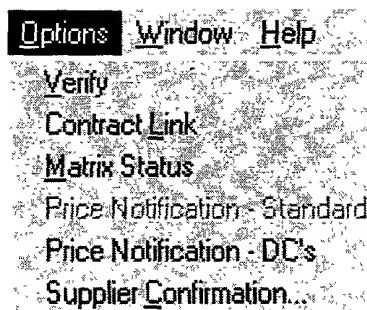 Options Window Help
Verify
Contract Link
Matrix Status
Price Notification - Standard
Price Notification - DC's
Supplier Confirmation...